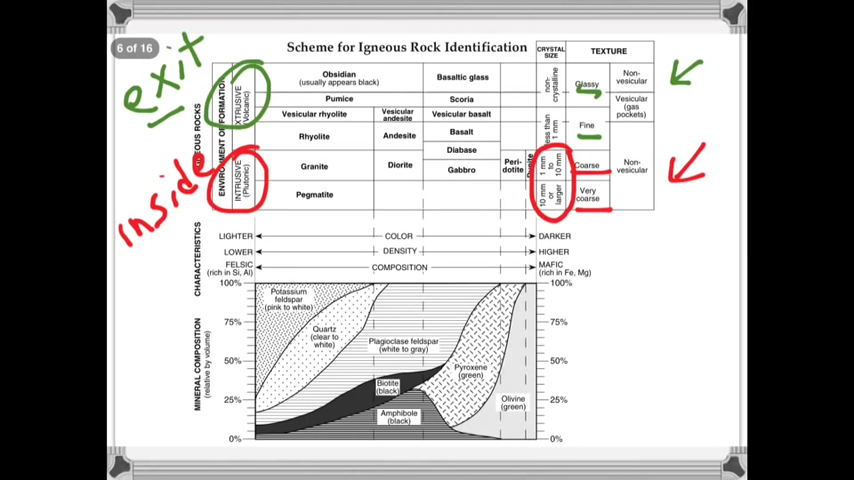 6 of 16
Scheme for Igneous Rock Identification
CRYSTAL SIZE
TEXTURE
exit
inside
IGNEOUS ROCKS
ENVIRONMENT OF FORMATION
EXTRUSIVE (Volcanic)
INTRUSIVE (Plutonic)
Obsidian
(usually appears black)
Basaltic glass
non-crystalline
Glassy
Non-vesicular
Pumice
Scoria
Vesicular (gas pockets)
Vesicular rhyolite
Vesicular andesite
Vesicular basalt
less than 1 mm
Fine
Rhyolite
Andesite
Basalt
Diabase
Granite
Diorite
Gabbro
Peri-dotite
Dunite
1 mm to 10 mm
Coarse
Non-vesicular
Pegmatite
10 mm or larger
Very coarse
CHARACTERISTICS
LIGHTER
COLOR
DARKER
LOWER
DENSITY
HIGHER
FELSIC
(rich in Si, Al)
COMPOSITION
MAFIC
(rich in Fe, Mg)
MINERAL COMPOSITION
(relative by volume)
100%
75%
50%
25%
0%
Potassium feldspar
(pink to white)
Quartz
(clear to white)
Plagioclase feldspar
(white to gray)
Biotite
(black)
Amphibole
(black)
Pyroxene
(green)
Olivine
(green)
100%
75%
50%
25%
0%